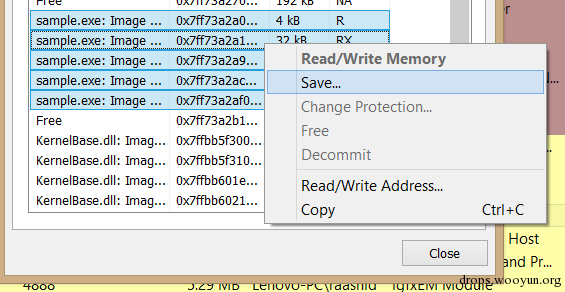 Free 0x7ff73a270... 192 kB NA
sample.exe: Image ... 0x7ff73a2a0... 4 kB R
sample.exe: Image ... 0x7ff73a2a1... 32 kB RX
sample.exe: Image ... 0x7ff73a2a9...
sample.exe: Image ... 0x7ff73a2ac...
sample.exe: Image ... 0x7ff73a2af0...
Free 0x7ff73a2b1...
KernelBase.dll: Imag... 0x7ffbb5f300...
KernelBase.dll: Imag... 0x7ffbb5f310...
KernelBase.dll: Imag... 0x7ffbb601e...
KernelBase.dll: Imag... 0x7ffbb6021...
Read/Write Memory
Save...
Change Protection...
Free
Decommit
Read/Write Address...
Copy Ctrl+C
Close
Host
and Pr...
drops.wooyun.org
4888 5.29 MB Lenovo-PC\raashid igfxEM Module